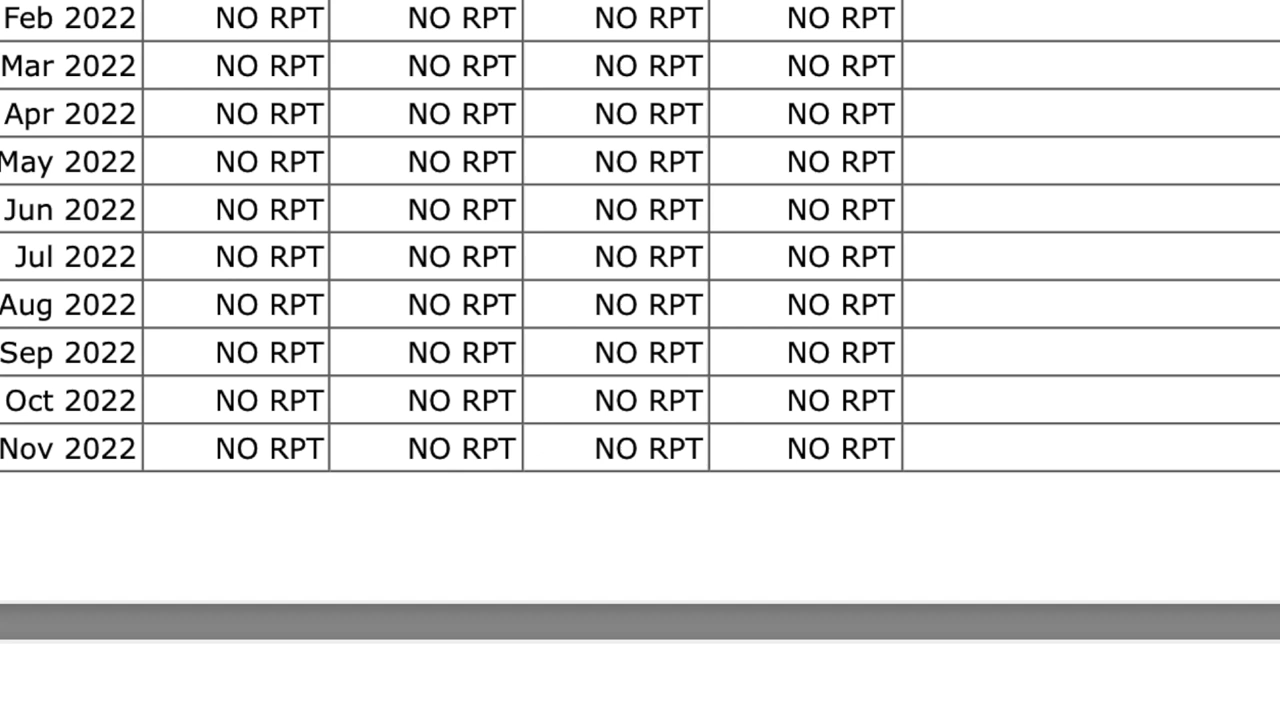 Feb 2022 NO RPT NO RPT NO RPT NO RPT
Mar 2022 NO RPT NO RPT NO RPT NO RPT
Apr 2022 NO RPT NO RPT NO RPT NO RPT
May 2022 NO RPT NO RPT NO RPT NO RPT
Jun 2022 NO RPT NO RPT NO RPT NO RPT
Jul 2022 NO RPT NO RPT NO RPT NO RPT
Aug 2022 NO RPT NO RPT NO RPT NO RPT
Sep 2022 NO RPT NO RPT NO RPT NO RPT
Oct 2022 NO RPT NO RPT NO RPT NO RPT
Nov 2022 NO RPT NO RPT NO RPT NO RPT